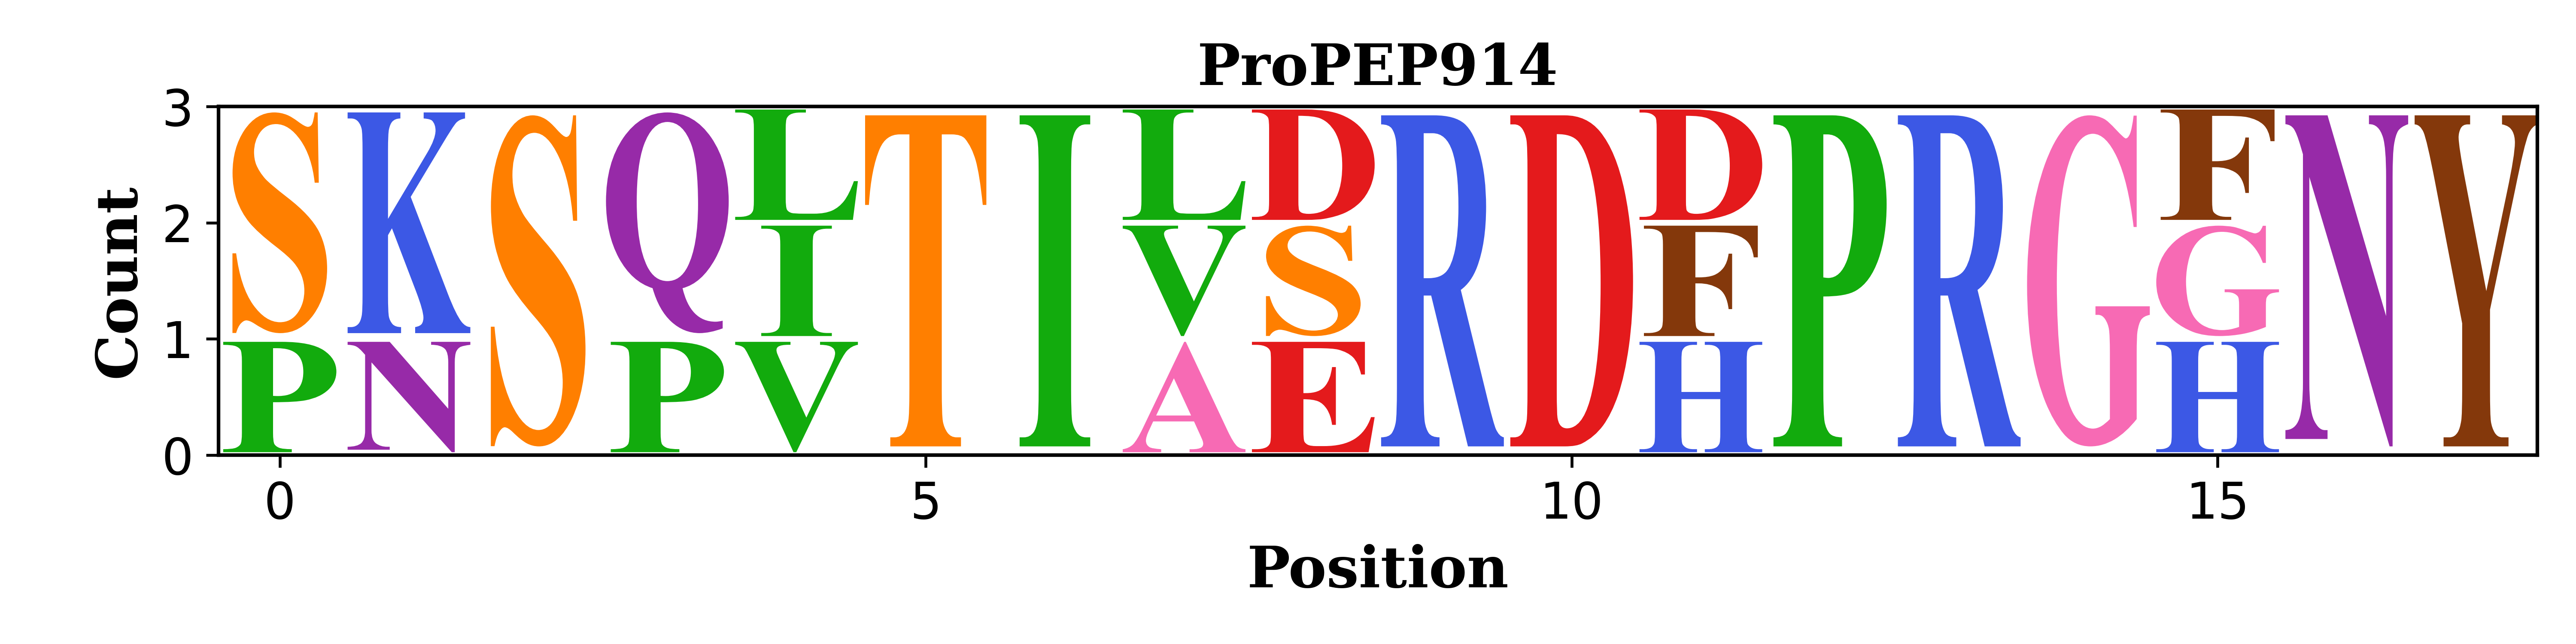 ProPEP914
3
2
1
0
Count
S K Q L L D D F
I V S F G
S T I R D P R G N Y
P N P V A E H H
0 5 10 15
Position